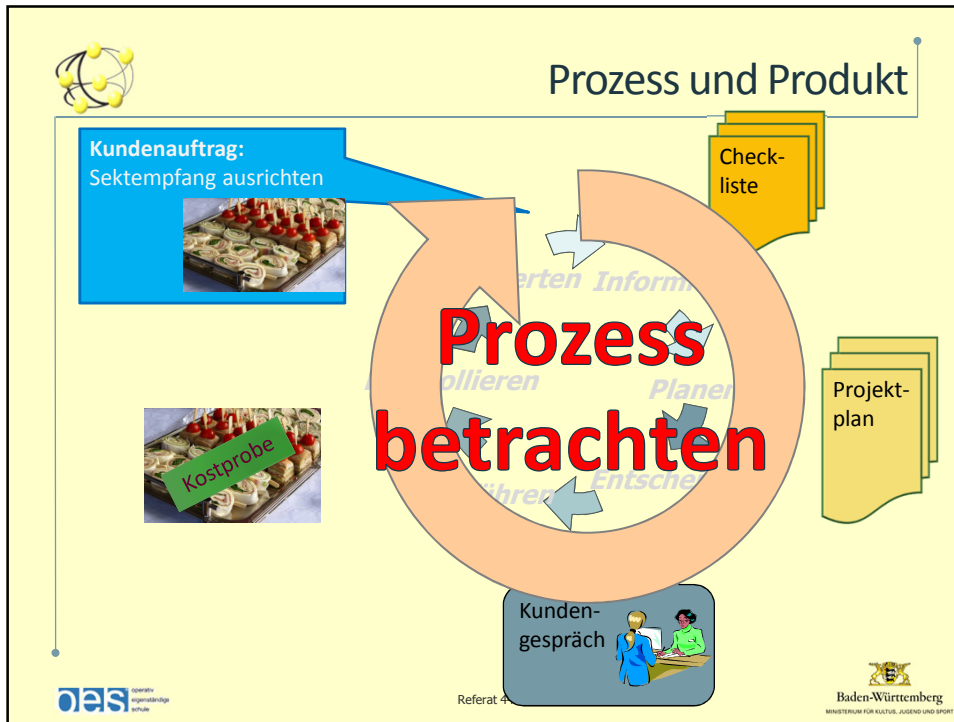 Prozess und Produkt
Kundenauftrag:
Sektempfang ausrichten
Check-
liste
Prozess
betrachten
Projekt-
plan
Kostprobe
Kunden-
gespräch
oes operativ
eigenständige
schule
Referat 4
Baden-Württemberg
MINISTERIUM FÜR KULTUS, JUGEND UND SPORT